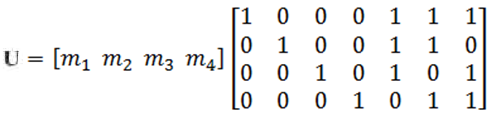 U = [m₁ m₂ m₃ m₄] [1 0 0 0 1 1 1
0 1 0 0 1 1 0
0 0 1 0 1 0 1
0 0 0 1 0 1 1]